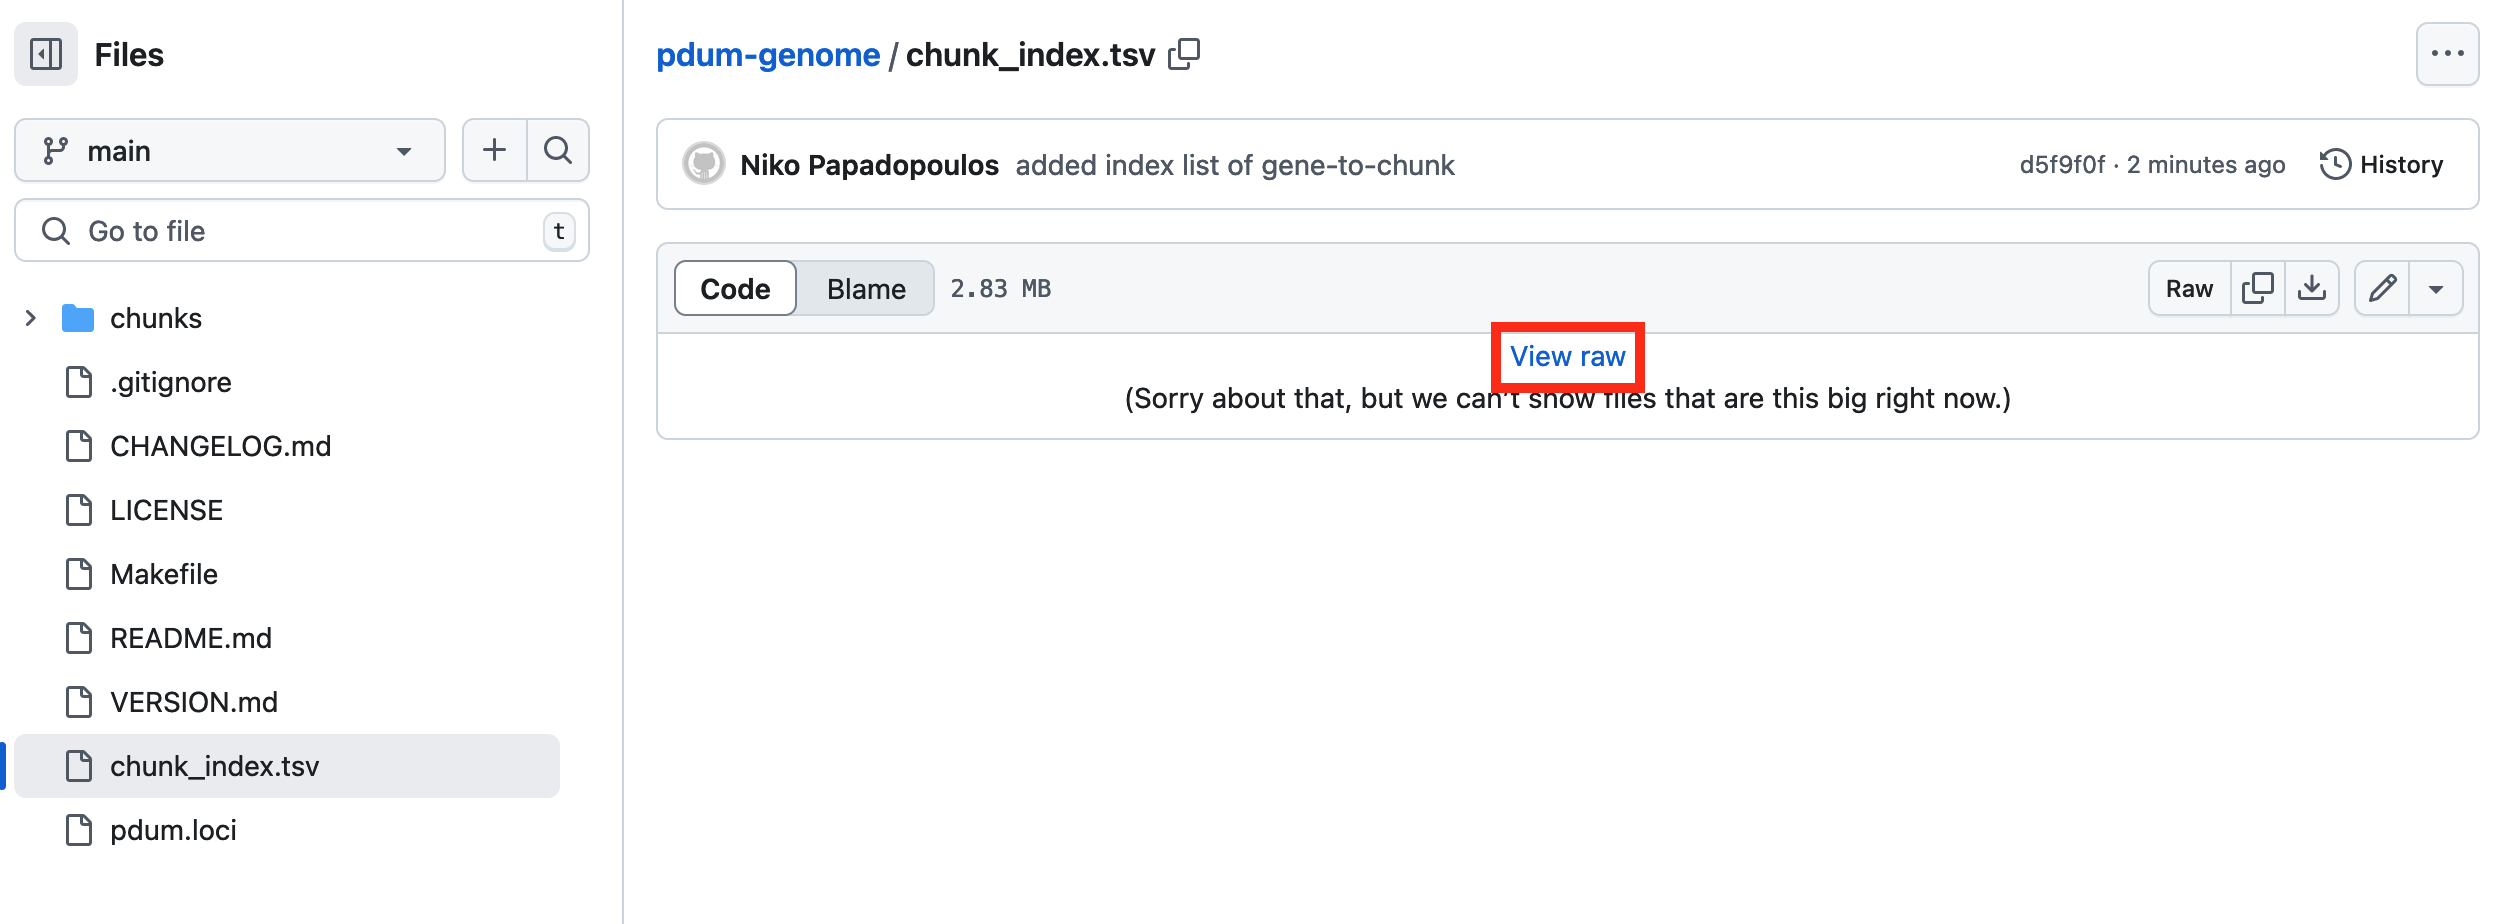 Files
main
Go to file
t
chunks
.gitignore
CHANGELOG.md
LICENSE
Makefile
README.md
VERSION.md
chunk_index.tsv
pdum.loci
pdum-genome / chunk_index.tsv
Niko Papadopoulos added index list of gene-to-chunk
d5f9f0f · 2 minutes ago
History
Code
Blame
2.83 MB
Raw
View raw
(Sorry about that, but we can't show files that are this big right now.)